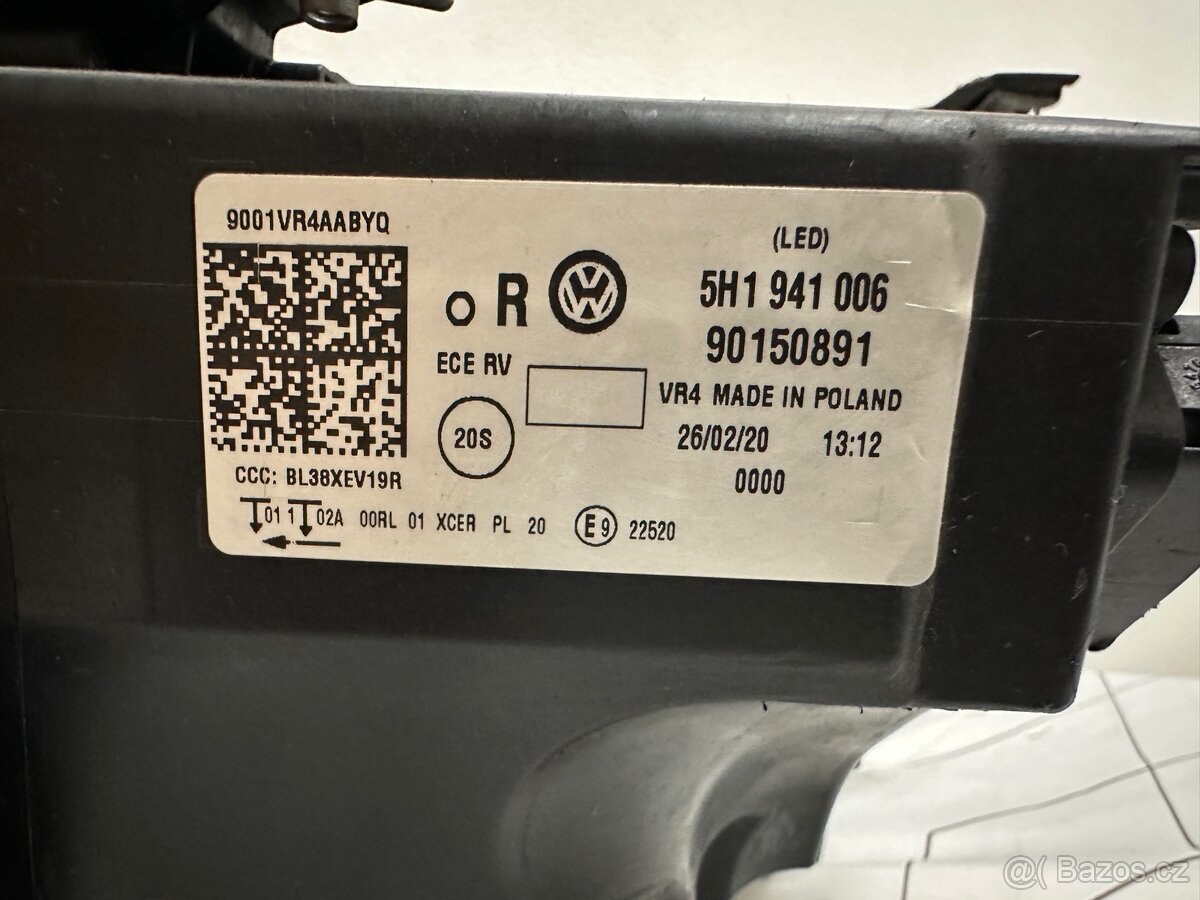 9001VR4AABYQ
(LED)
o R VW
5H1 941 006
90150891
ECE RV
VR4 MADE IN POLAND
20S
26/02/20 13:12
0000
CCC: BL38XEV19R
01 1 02A 00RL 01 XCER PL 20 E9 22520
@( Bazos.cz